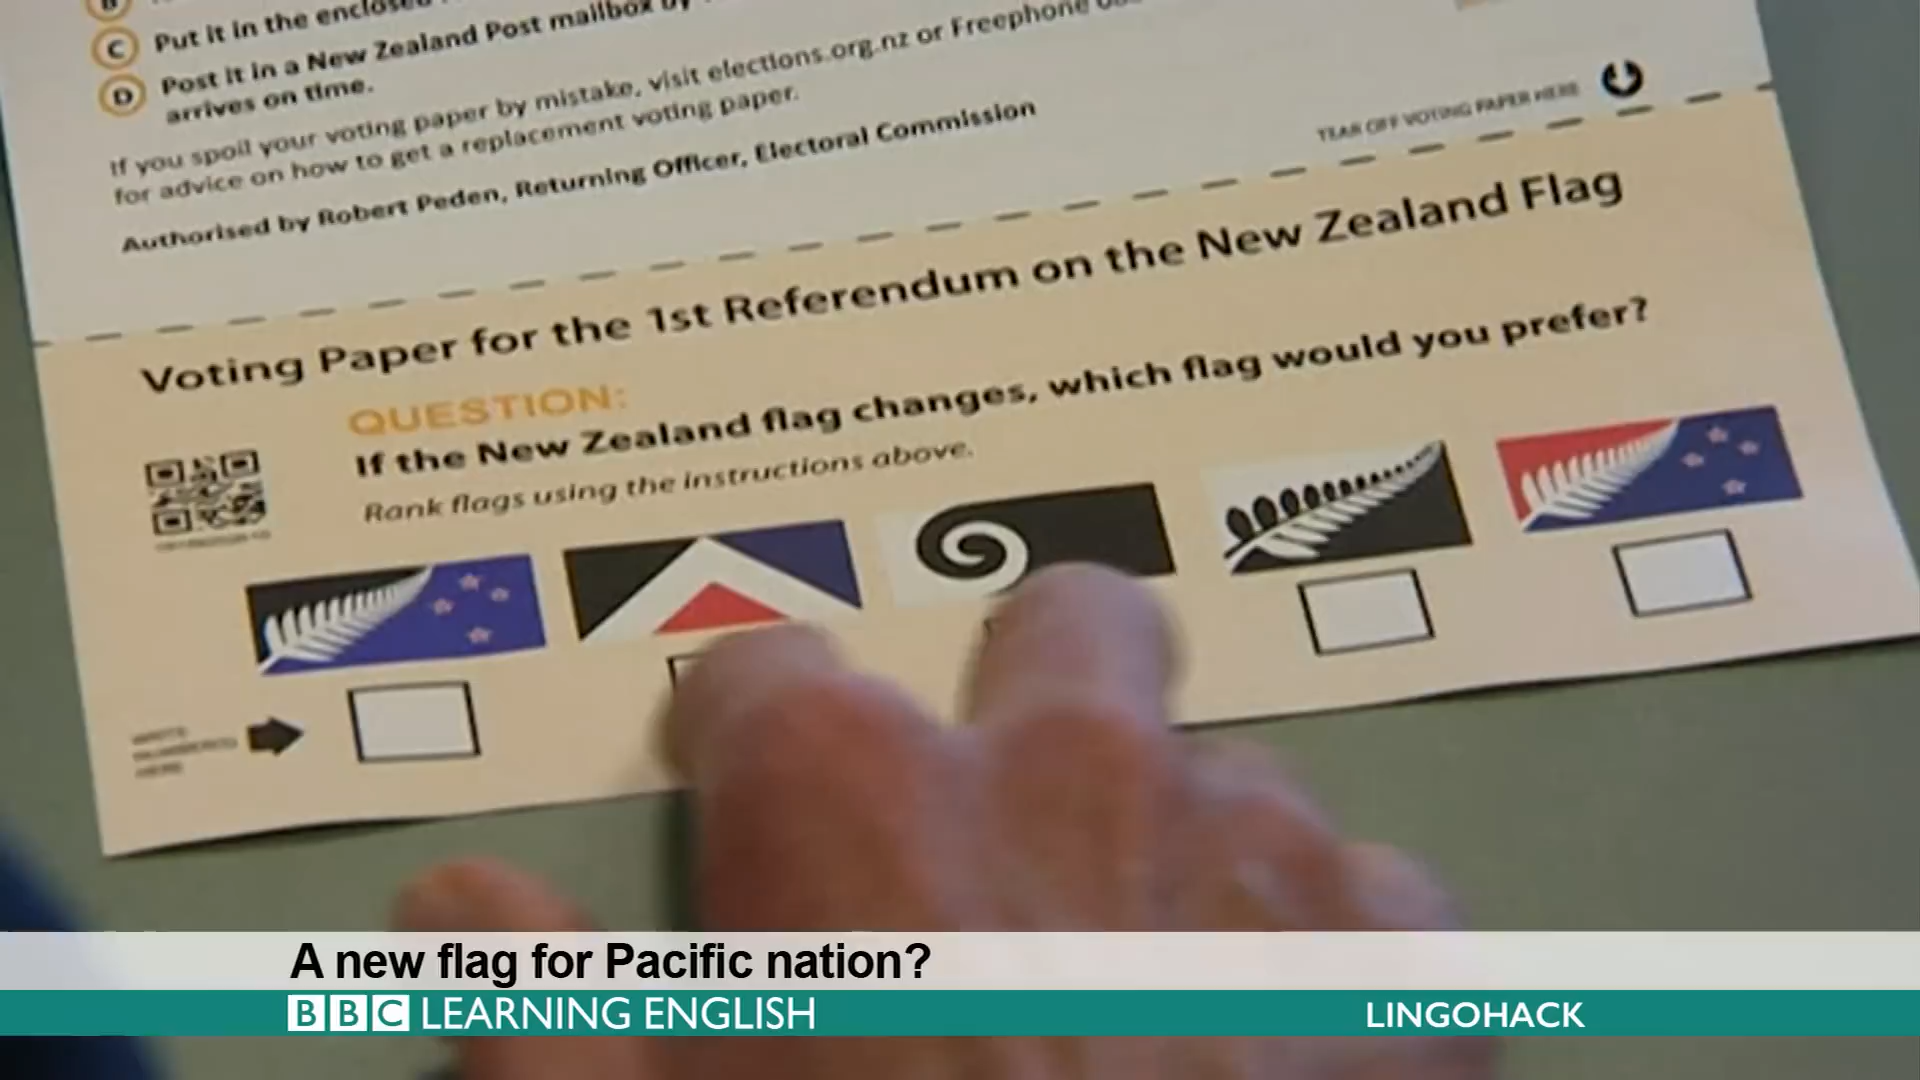 B
C Put it in the enclosed
D Post it in a New Zealand Post mailbox by
arrives on time.
If you spoil your voting paper by mistake, visit elections.org.nz or Freephone
for advice on how to get a replacement voting paper.
Authorised by Robert Peden, Returning Officer, Electoral Commission
TEAR OFF VOTING PAPER HERE
Voting Paper for the 1st Referendum on the New Zealand Flag
QUESTION:
If the New Zealand flag changes, which flag would you prefer?
Rank flags using the instructions above.
WRITE
NUMBERS
HERE
A new flag for Pacific nation?
BBC LEARNING ENGLISH
LINGOHACK